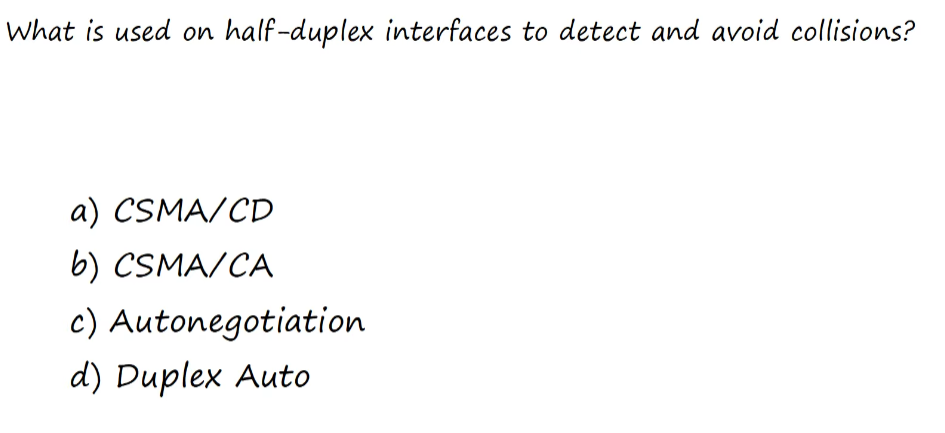 What is used on half-duplex interfaces to detect and avoid collisions?
a) CSMA/CD
b) CSMA/CA
c) Autonegotiation
d) Duplex Auto